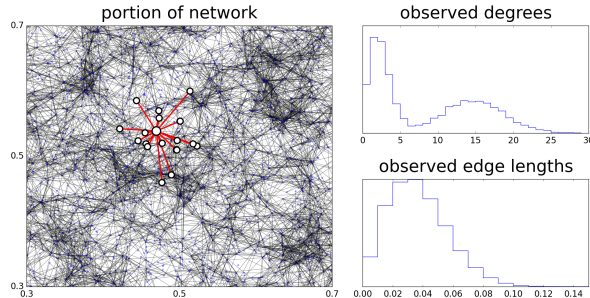 portion of network
0.7
0.5
0.3
0.3 0.5 0.7
observed degrees
0 5 10 15 20 25 30
observed edge lengths
0.00 0.02 0.04 0.06 0.08 0.10 0.12 0.14